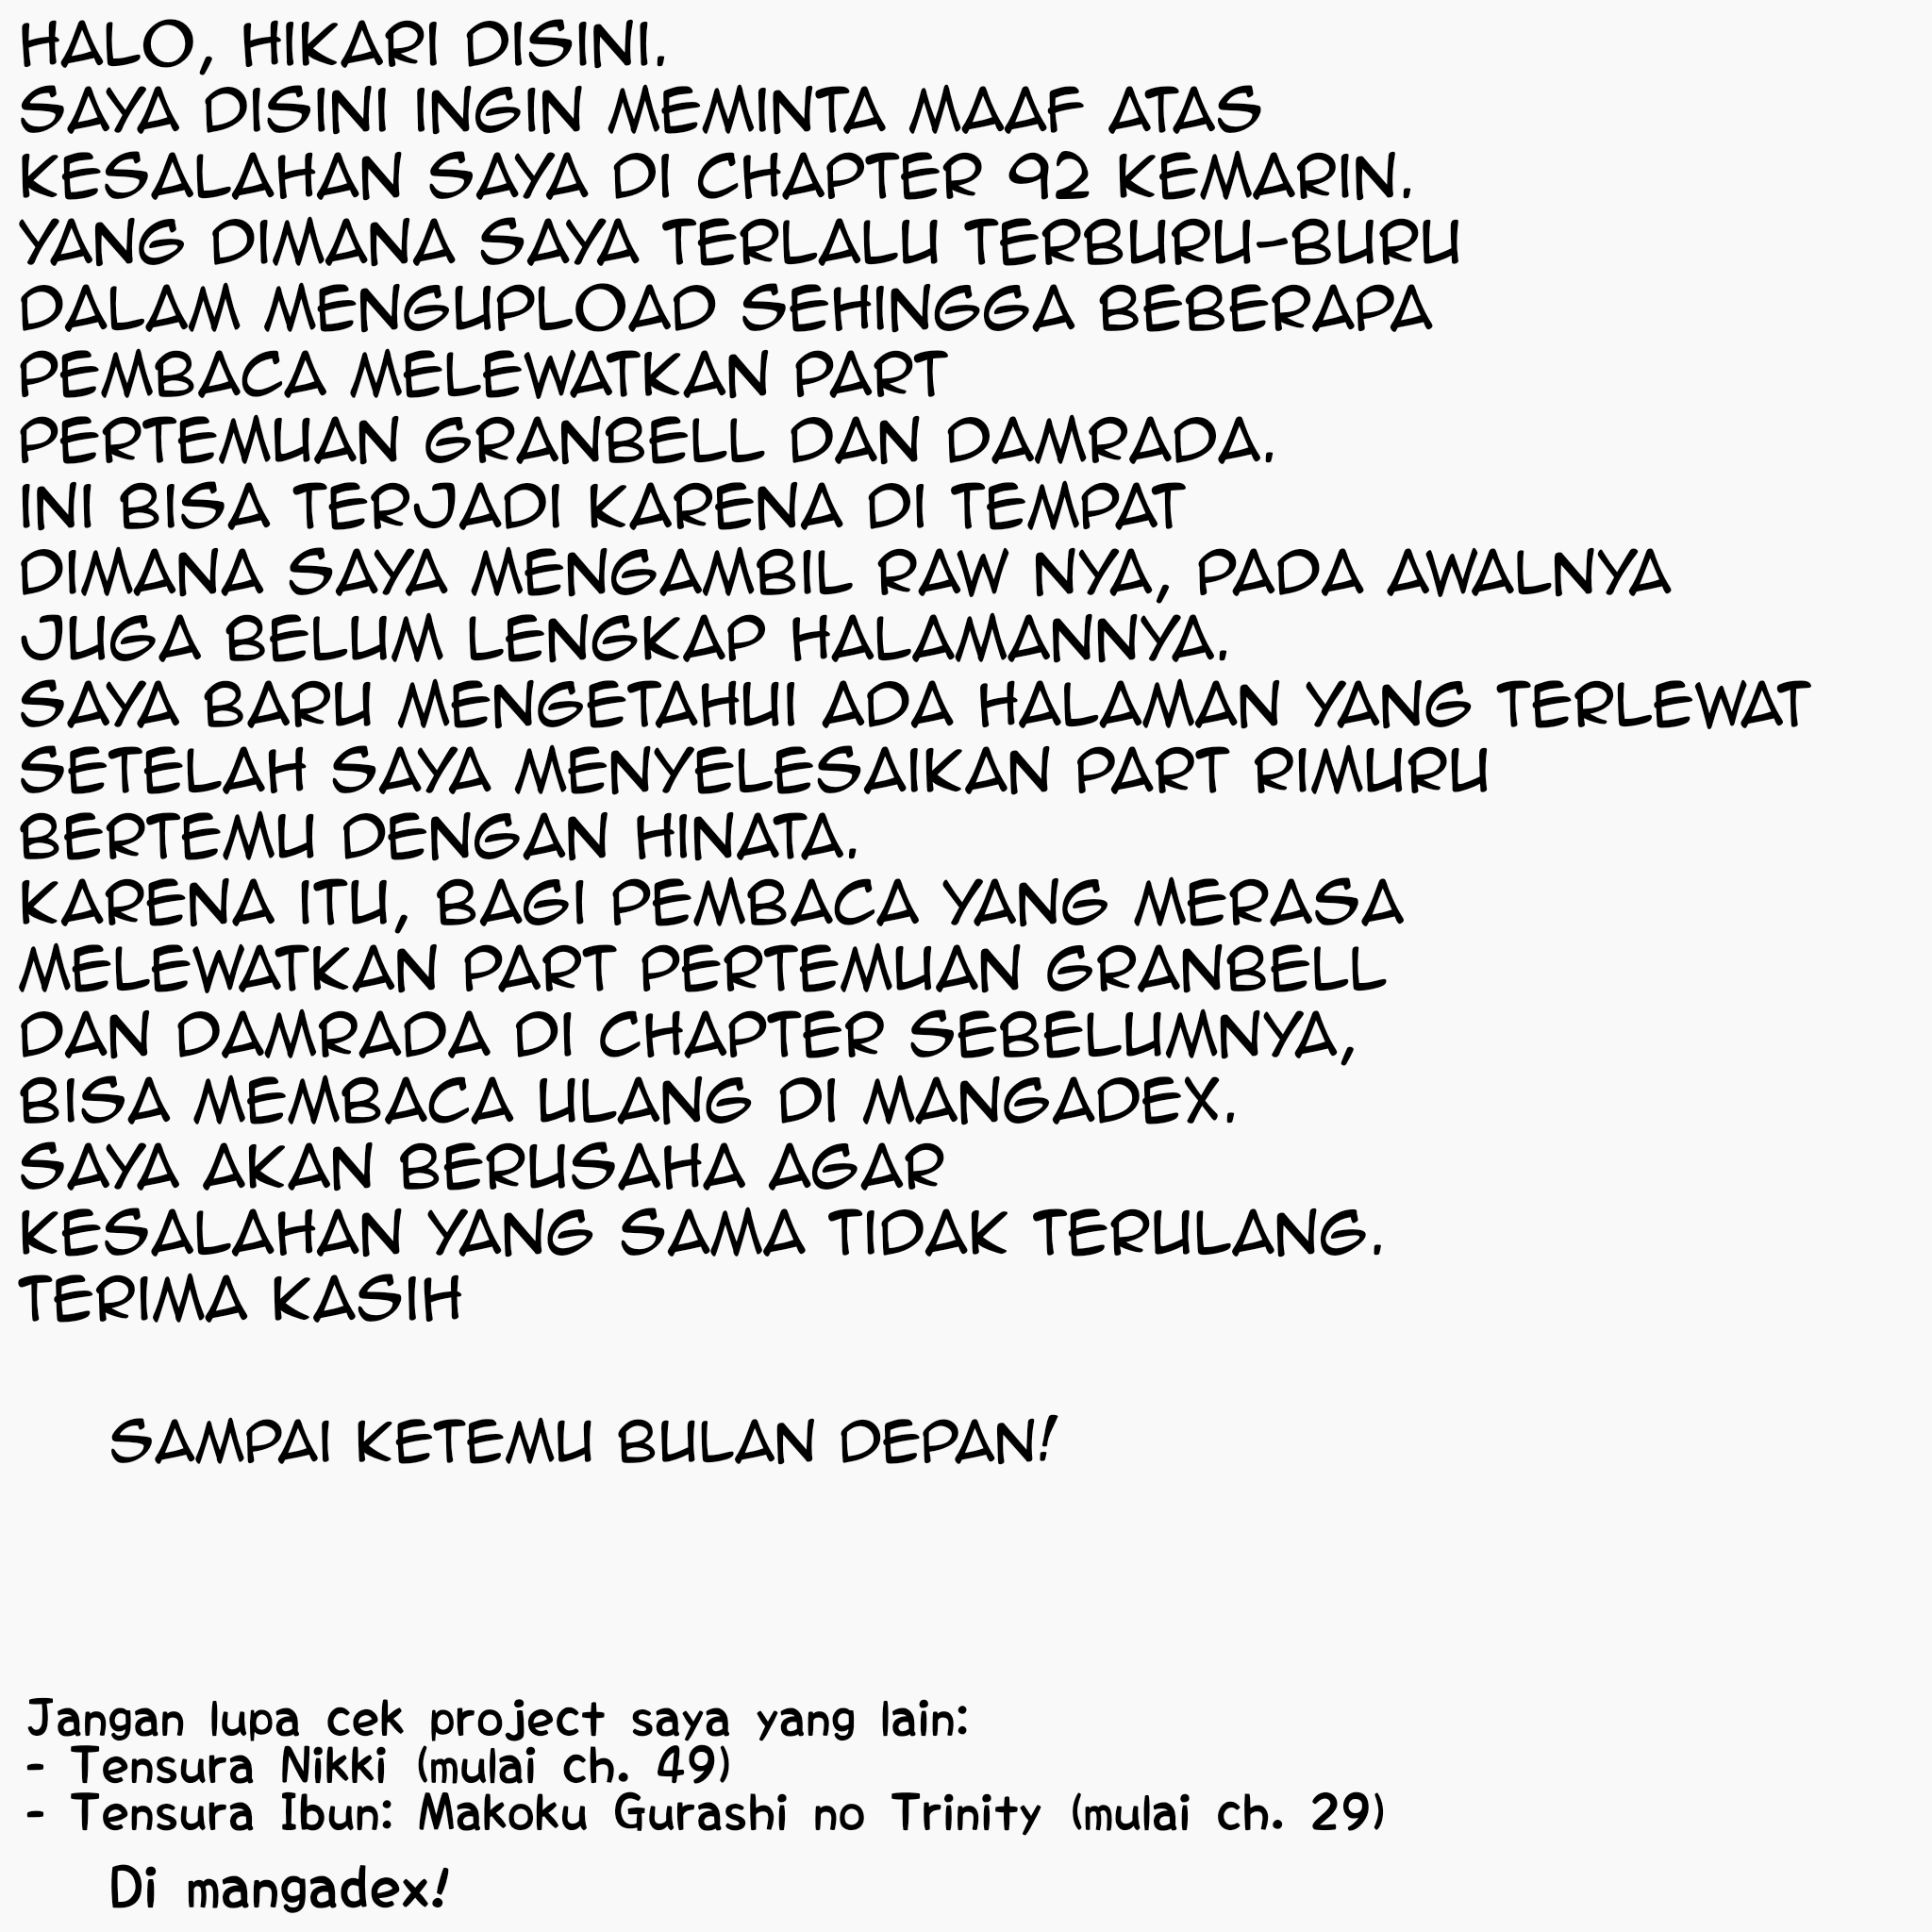 HALO, HIKARI DISINI.
SAYA DISINI INGIN MEMINTA MAAF ATAS
KESALAHAN SAYA DI CHAPTER 92 KEMARIN.
YANG DIMANA SAYA TERLALU TERBURU-BURU
DALAM MENGUPLOAD SEHINGGA BEBERAPA
PEMBACA MELEWATKAN PART
PERTEMUAN GRANBELL DAN DAMRADA.
INI BISA TERJADI KARENA DI TEMPAT
DIMANA SAYA MENGAMBIL RAW NYA, PADA AWALNYA
JUGA BELUM LENGKAP HALAMANNYA.
SAYA BARU MENGETAHUI ADA HALAMAN YANG TERLEWAT
SETELAH SAYA MENYELESAIKAN PART RIMURU
BERTEMU DENGAN HINATA.
KARENA ITU, BAGI PEMBACA YANG MERASA
MELEWATKAN PART PERTEMUAN GRANBELL
DAN DAMRADA DI CHAPTER SEBELUMNYA,
BISA MEMBACA ULANG DI MANGADEX.
SAYA AKAN BERUSAHA AGAR
KESALAHAN YANG SAMA TIDAK TERULANG.
TERIMA KASIH
SAMPAI KETEMU BULAN DEPAN!
Jangan lupa cek project saya yang lain:
- Tensura Nikki (mulai ch. 49)
- Tensura Ibun: Makoku Gurashi no Trinity (mulai ch. 29)
Di mangadex!